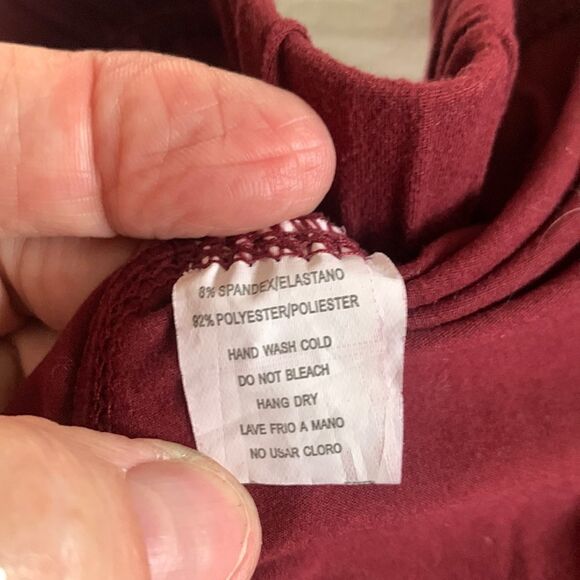 8% SPANDEX/ELASTANO
92% POLYESTER/POLIESTER
HAND WASH COLD
DO NOT BLEACH
HANG DRY
LAVE FRIO A MANO
NO USAR CLORO